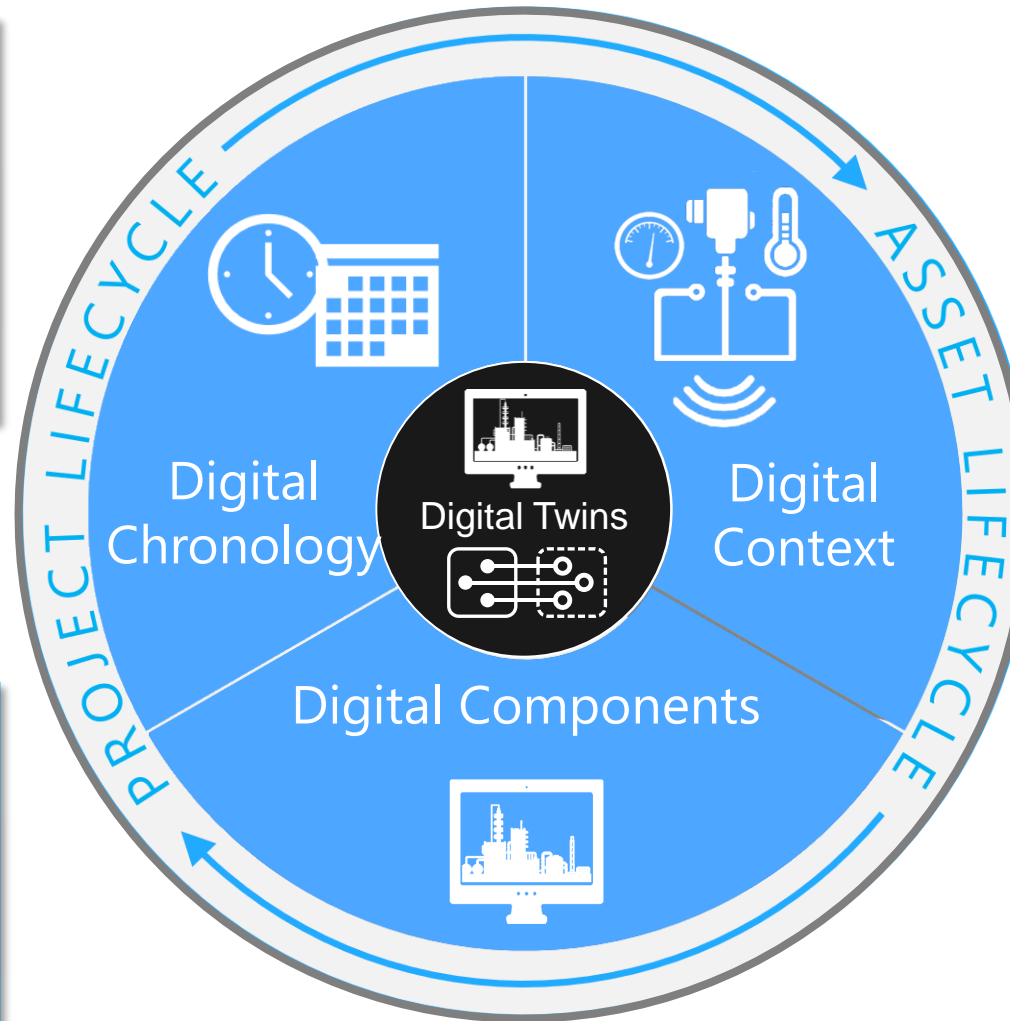 PROJECT LIFECYCLE
ASSET LIFECYCLE
Digital
Chronology
Digital Twins
Digital
Context
Digital Components